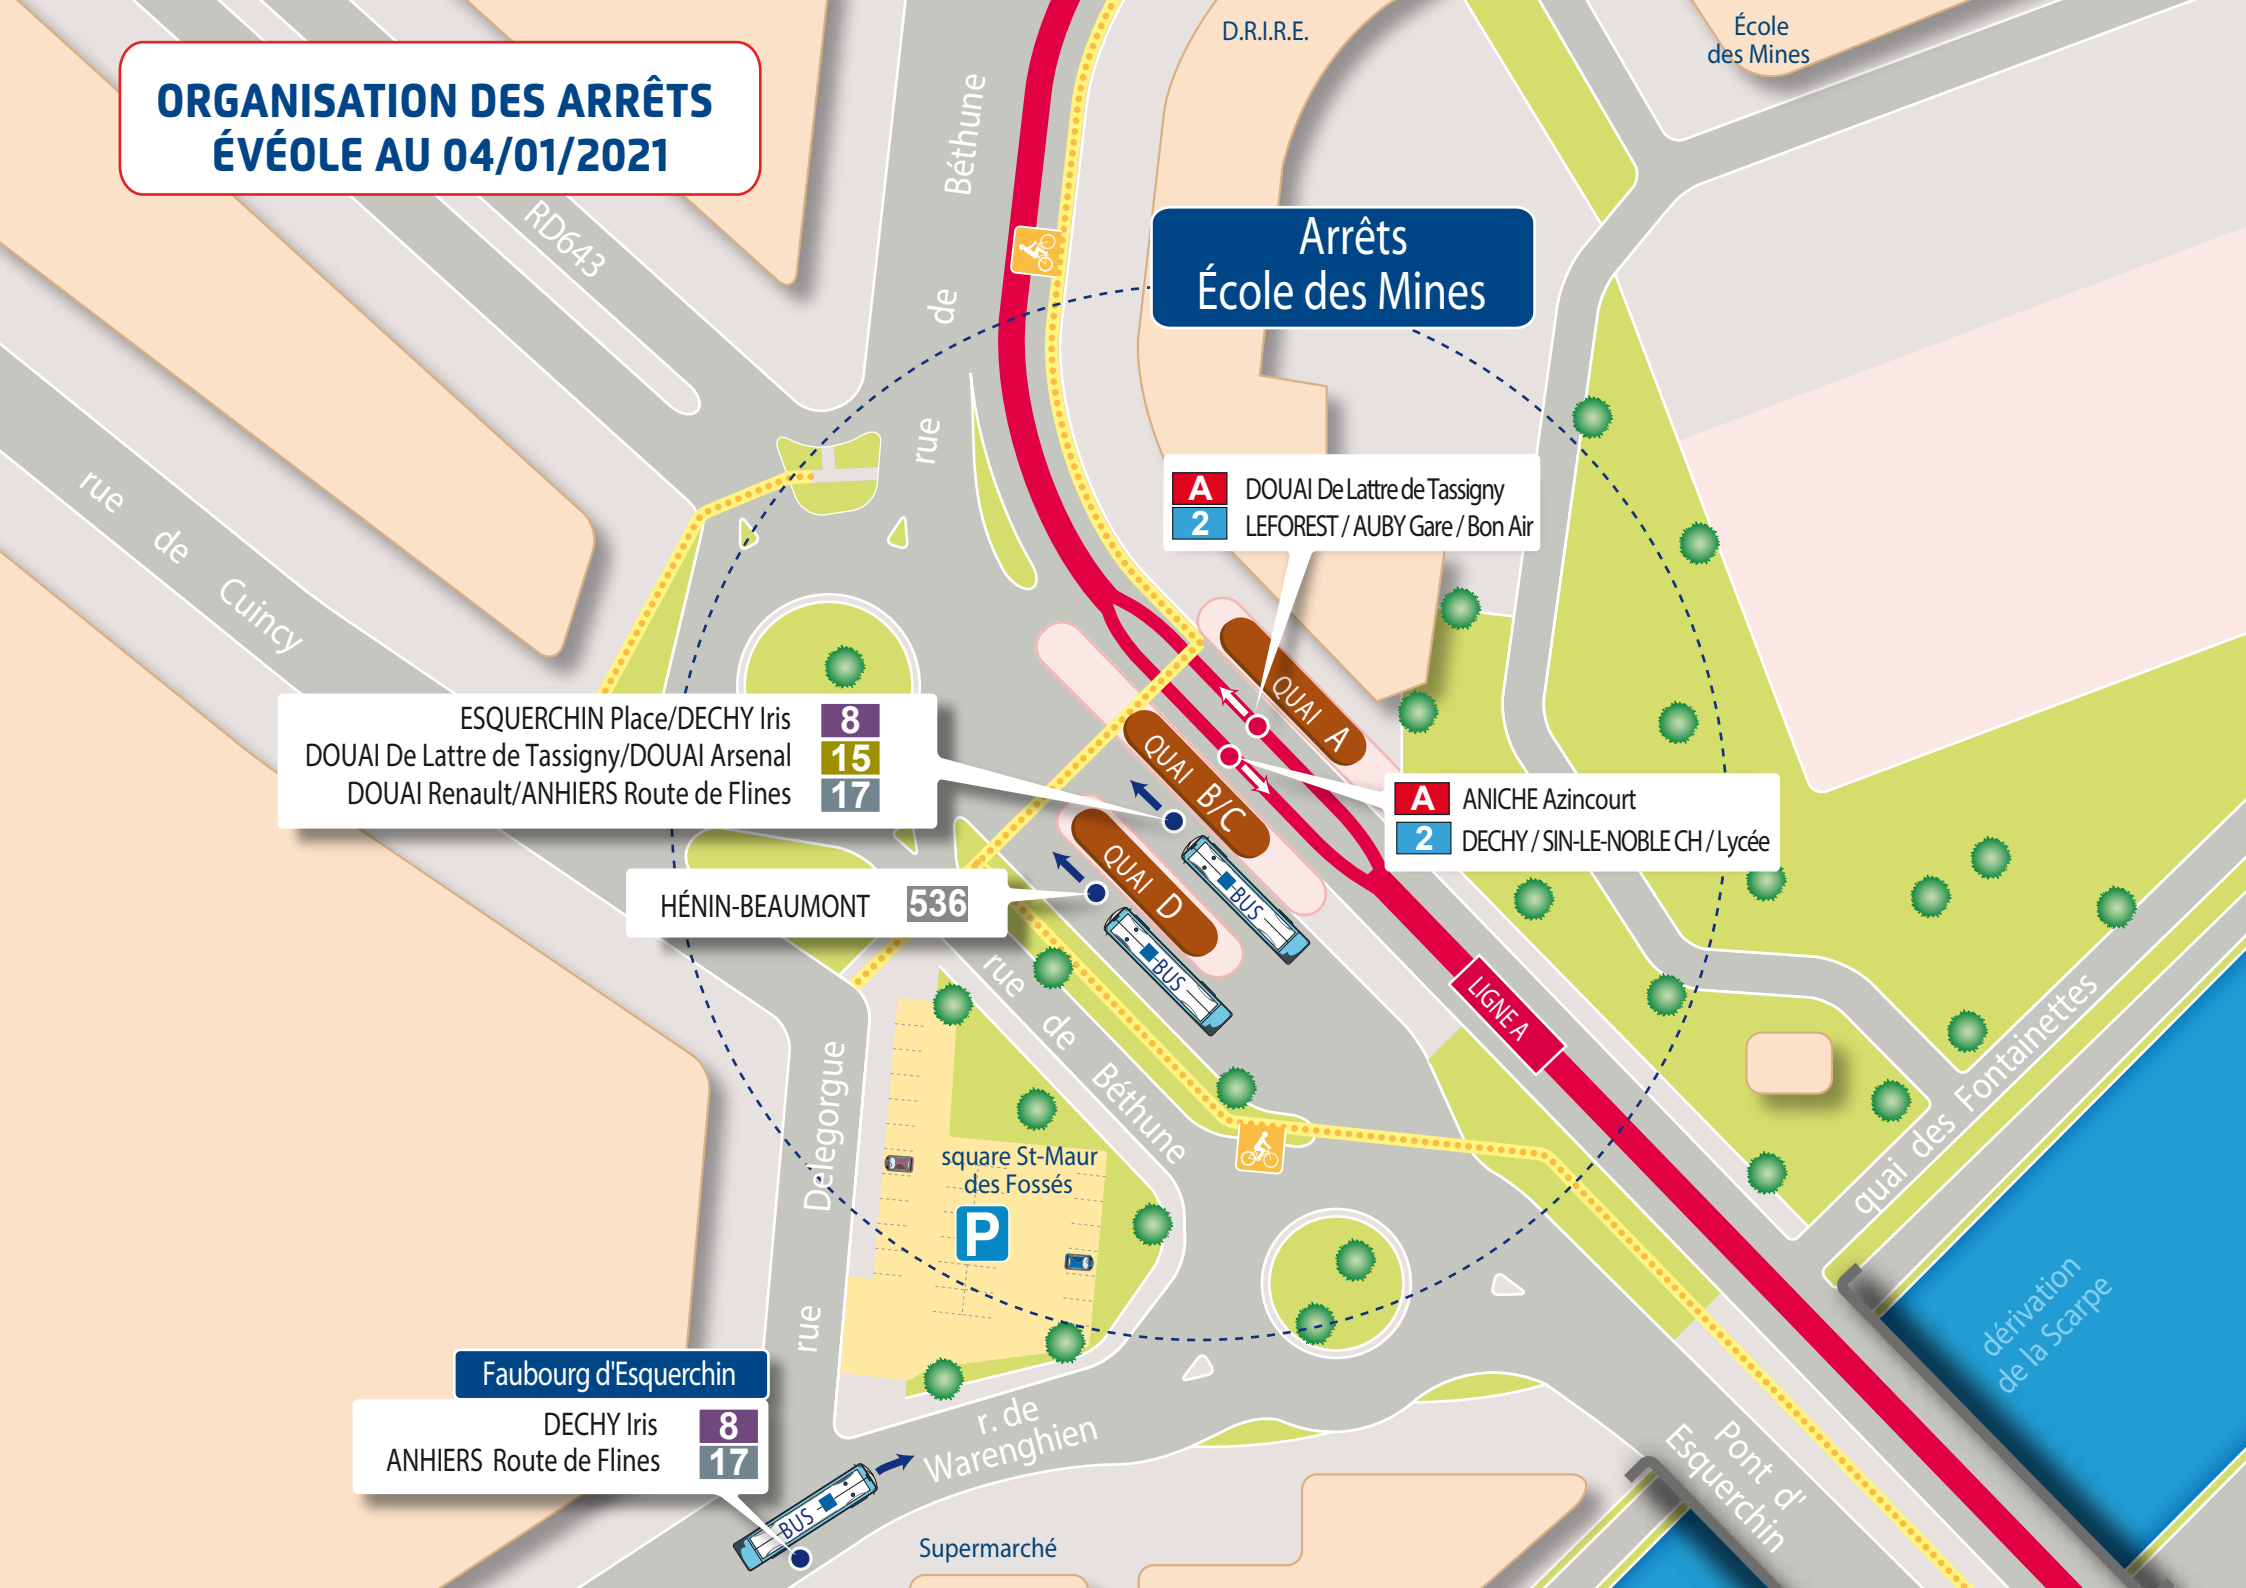 ORGANISATION DES ARRÊTS
ÉVÉOLE AU 04/01/2021
D.R.I.R.E.
École
des Mines
rue de Béthune
RD643
Arrêts
École des Mines
rue de Cuincy
A DOUAI De Lattre de Tassigny
2 LEFOREST / AUBY Gare / Bon Air
QUAI A
ESQUERCHIN Place/DECHY Iris 8
DOUAI De Lattre de Tassigny/DOUAI Arsenal 15
DOUAI Renault/ANHIERS Route de Flines 17
QUAI B/C
A ANICHE Azincourt
2 DECHY / SIN-LE-NOBLE CH / Lycée
HÉNIN-BEAUMONT 536
QUAI D
BUS
BUS
LIGNE A
rue de Béthune
rue Delegorgue
square St-Maur
des Fossés
P
quai des Fontainettes
dérivation
de la Scarpe
Faubourg d'Esquerchin
DECHY Iris 8
ANHIERS Route de Flines 17
BUS
r. de
Warenghien
Pont d'
Esquerchin
Supermarché